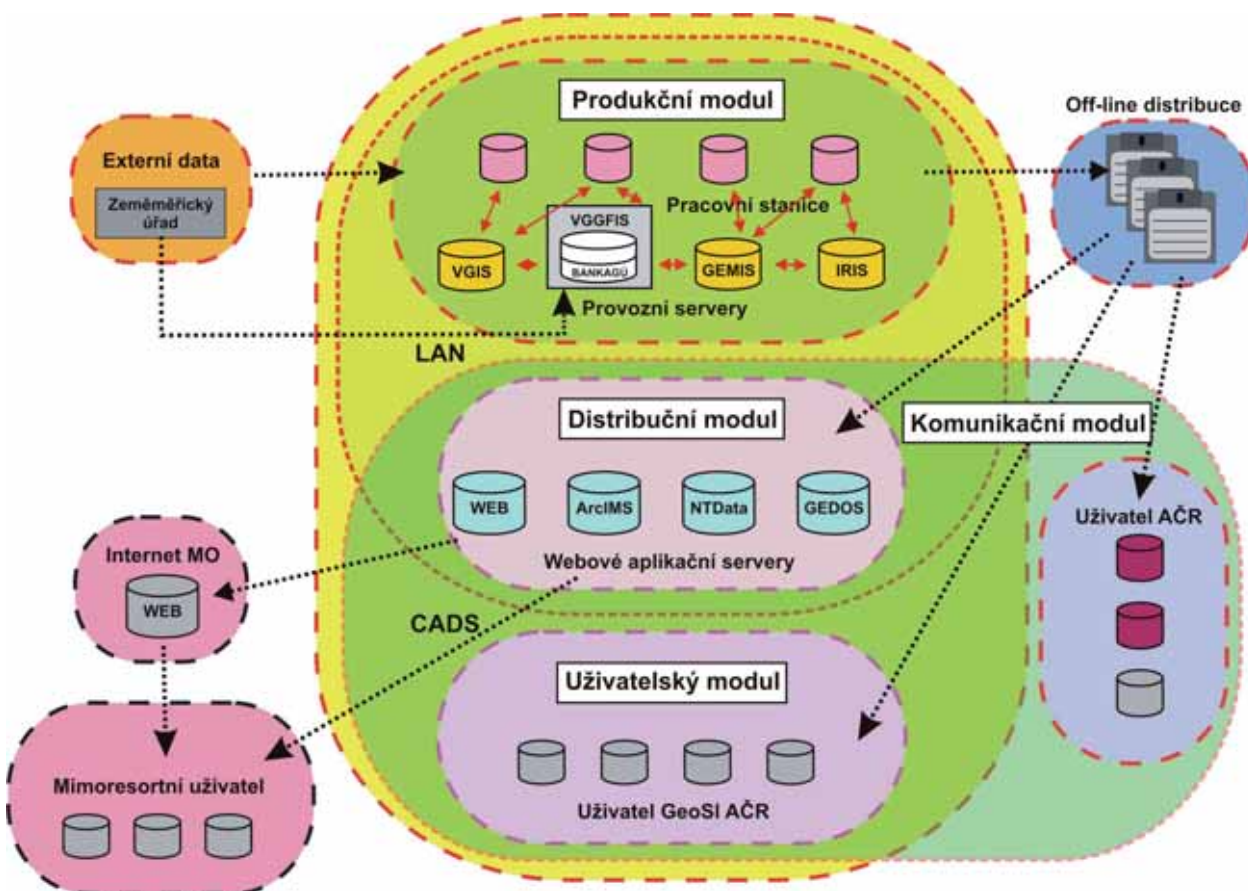 Produkční modul
Off-line distribuce
Externí data
Zeměměřický
úřad
Pracovní stanice
VGGFIS
VGIS
BANKAGÚ
GEMIS
IRIS
Provozní servery
LAN
Distribuční modul
Komunikační modul
WEB
ArcIMS
NTData
GEDOS
Uživatel AČR
Webové aplikační servery
Internet MO
WEB
CADS
Uživatelský modul
Mimoresortní uživatel
Uživatel GeoSl AČR